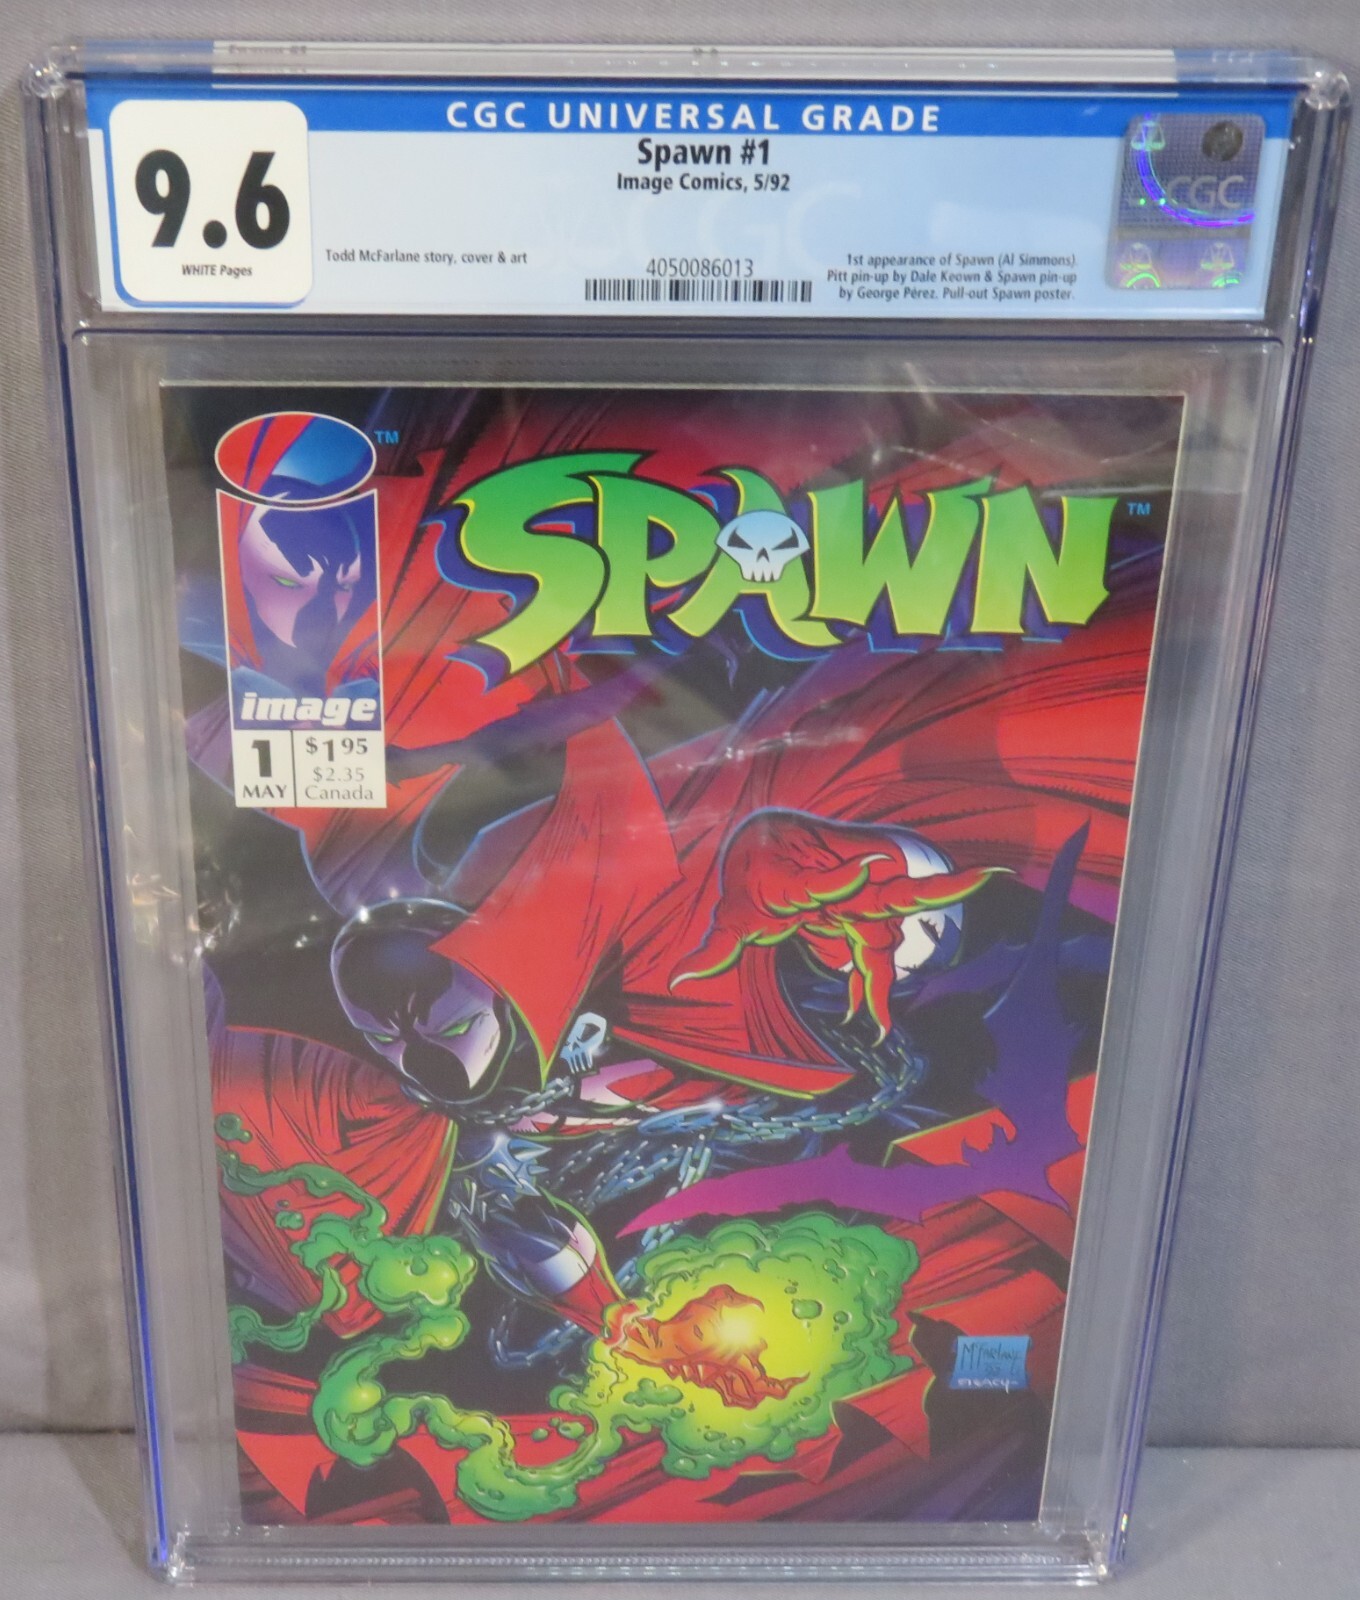 CGC UNIVERSAL GRADE
9.6
WHITE Pages
Spawn #1
Image Comics, 5/92
Todd McFarlane story, cover & art
4050086013
1st appearance of Spawn (Al Simmons).
Pitt pin-up by Dale Keown & Spawn pin-up
by George Pérez. Pull-out Spawn poster.
CGC
TM
SPAWN
TM
image
1
MAY
$1.95
$2.35
Canada
McFARLANE
92